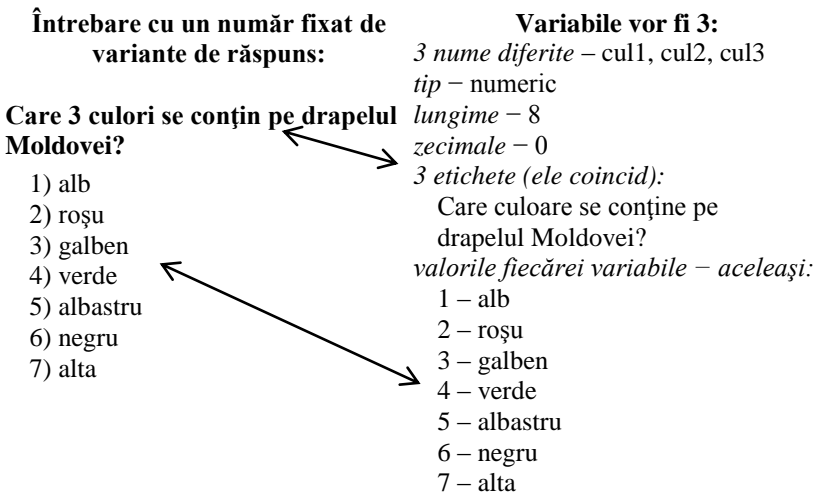 Întrebare cu un număr fixat de
variante de răspuns:
Care 3 culori se conţin pe drapelul
Moldovei?
1) alb
2) roşu
3) galben
4) verde
5) albastru
6) negru
7) alta
Variabile vor fi 3:
3 nume diferite – cul1, cul2, cul3
tip − numeric
lungime − 8
zecimale − 0
3 etichete (ele coincid):
Care culoare se conţine pe
drapelul Moldovei?
valorile fiecărei variabile − aceleaşi:
1 – alb
2 – roşu
3 – galben
4 – verde
5 – albastru
6 – negru
7 – alta